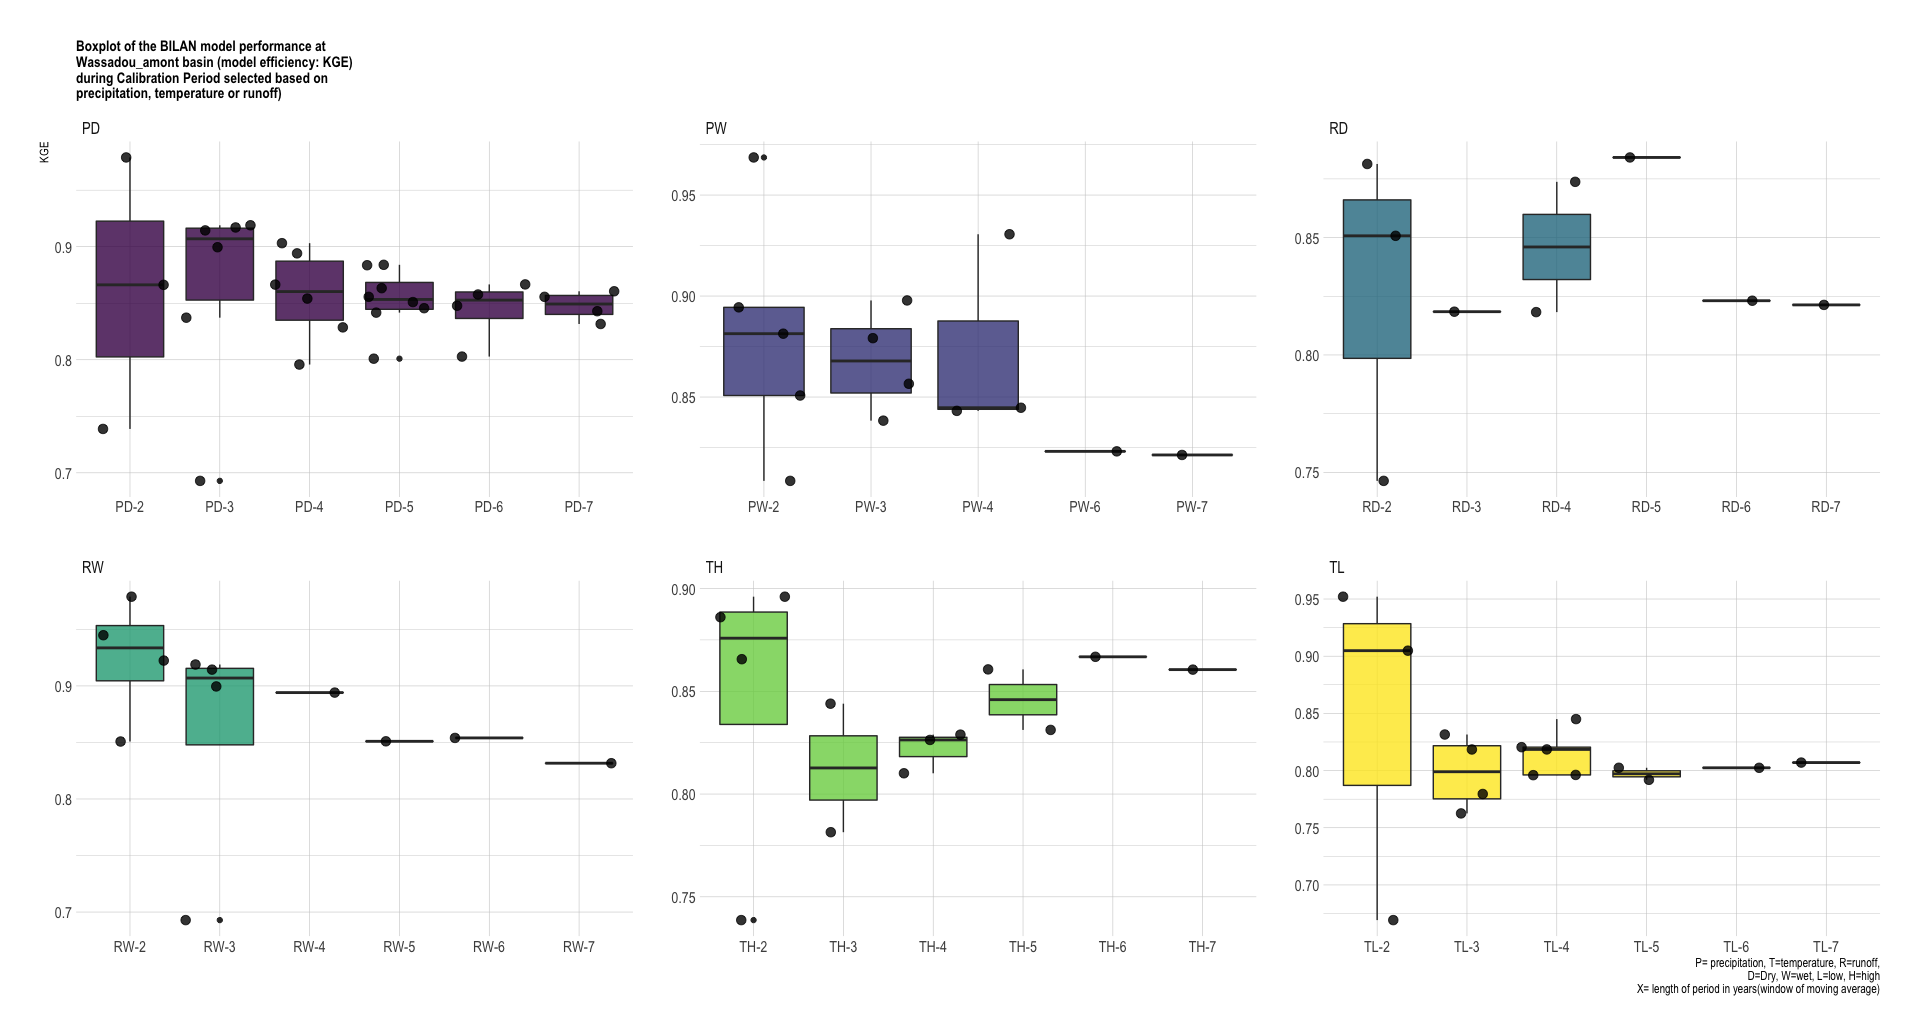 Boxplot of the BILAN model performance at
Wassadou_amont basin (model efficiency: KGE)
during Calibration Period selected based on
precipitation, temperature or runoff)
KGE
PD
0.9
0.8
0.7
PD-2 PD-3 PD-4 PD-5 PD-6 PD-7
PW
0.95
0.90
0.85
PW-2 PW-3 PW-4 PW-6 PW-7
RD
0.85
0.80
0.75
RD-2 RD-3 RD-4 RD-5 RD-6 RD-7
RW
0.9
0.8
0.7
RW-2 RW-3 RW-4 RW-5 RW-6 RW-7
TH
0.90
0.85
0.80
0.75
TH-2 TH-3 TH-4 TH-5 TH-6 TH-7
TL
0.95
0.90
0.85
0.80
0.75
0.70
TL-2 TL-3 TL-4 TL-5 TL-6 TL-7
P= precipitation, T=temperature, R=runoff,
D=Dry, W=wet, L=low, H=high
X= length of period in years(window of moving average)